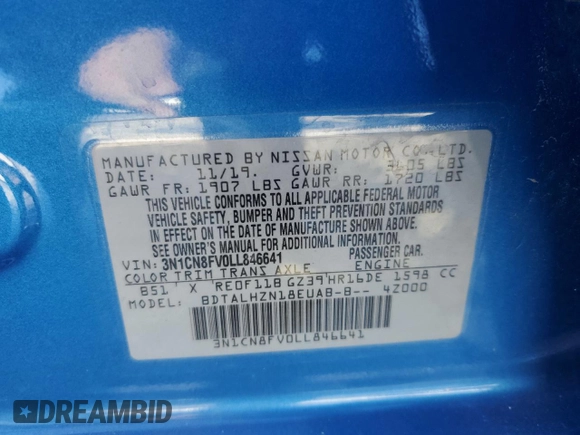 MANUFACTURED BY NISSAN MOTOR CO., LTD.
DATE: 11/19. GVWR: 3605 LBS
GAWR FR: 1907 LBS GAWR RR: 1720 LBS
THIS VEHICLE CONFORMS TO ALL APPLICABLE FEDERAL MOTOR
VEHICLE SAFETY, BUMPER AND THEFT PREVENTION STANDARDS
IN EFFECT ON THE DATE OF MANUFACTURE SHOWN ABOVE.
SEE OWNER'S MANUAL FOR ADDITIONAL INFORMATION.
VIN: 3N1CN8FV0LL846641 PASSENGER CAR.
COLOR TRIM TRANS AXLE ENGINE
B51 X RE0F11B GZ39 HR16DE 1598 CC
BDTALHZN18EUAB-B-- 4Z000
3N1CN8FV0LL846641
DREAMBID